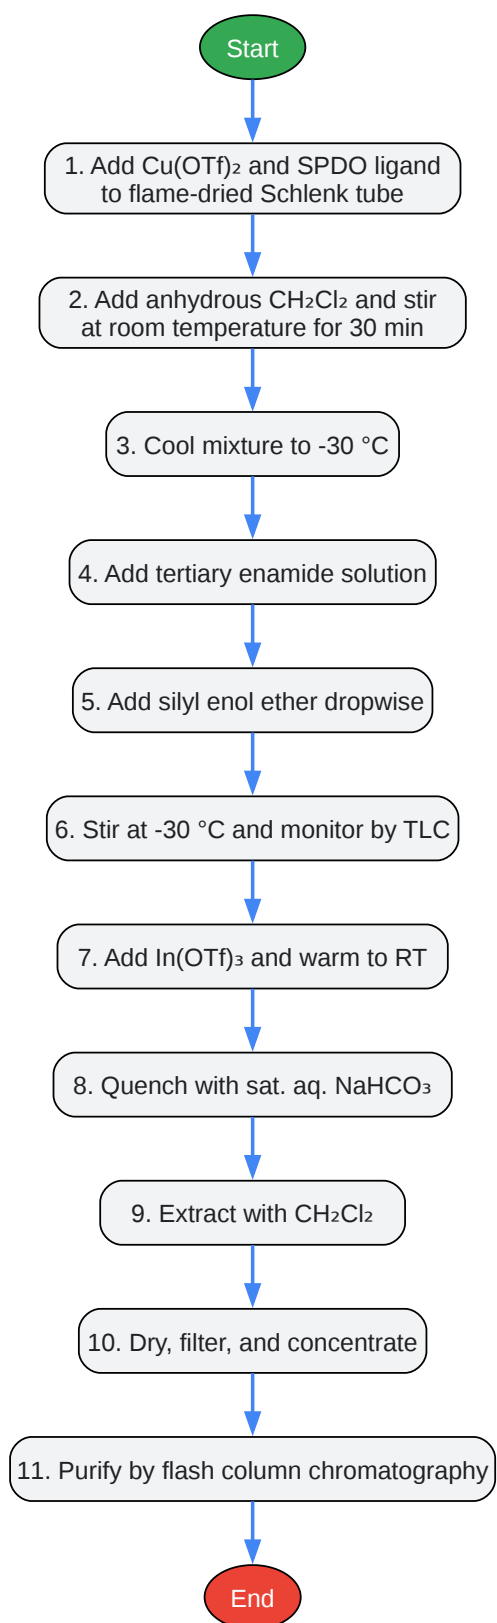 Start
1. Add Cu(OTf)₂ and SPDO ligand
to flame-dried Schlenk tube
2. Add anhydrous CH₂Cl₂ and stir
at room temperature for 30 min
3. Cool mixture to -30 °C
4. Add tertiary enamide solution
5. Add silyl enol ether dropwise
6. Stir at -30 °C and monitor by TLC
7. Add In(OTf)₃ and warm to RT
8. Quench with sat. aq. NaHCO₃
9. Extract with CH₂Cl₂
10. Dry, filter, and concentrate
11. Purify by flash column chromatography
End